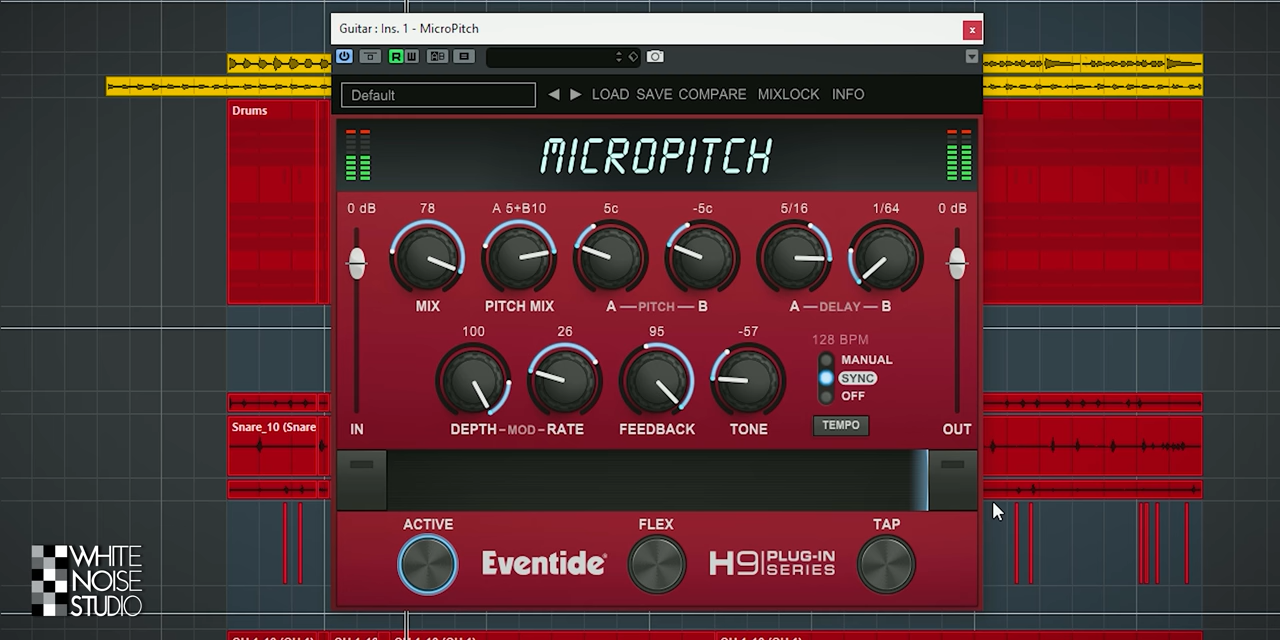 Guitar : Ins. 1 - MicroPitch
x
R W AB
Default
LOAD SAVE COMPARE MIXLOCK INFO
Drums
MICROPITCH
0 dB 78 A 5+B10 5c -5c 5/16 1/64 0 dB
MIX PITCH MIX A PITCH B A DELAY B
100 26 95 -57
128 BPM
MANUAL
SYNC
OFF
TEMPO
IN DEPTH - MOD - RATE FEEDBACK TONE OUT
Snare_10 (Snare
ACTIVE FLEX TAP
Eventide® H9 PLUG-IN SERIES
WHITE
NOISE
STUDIO